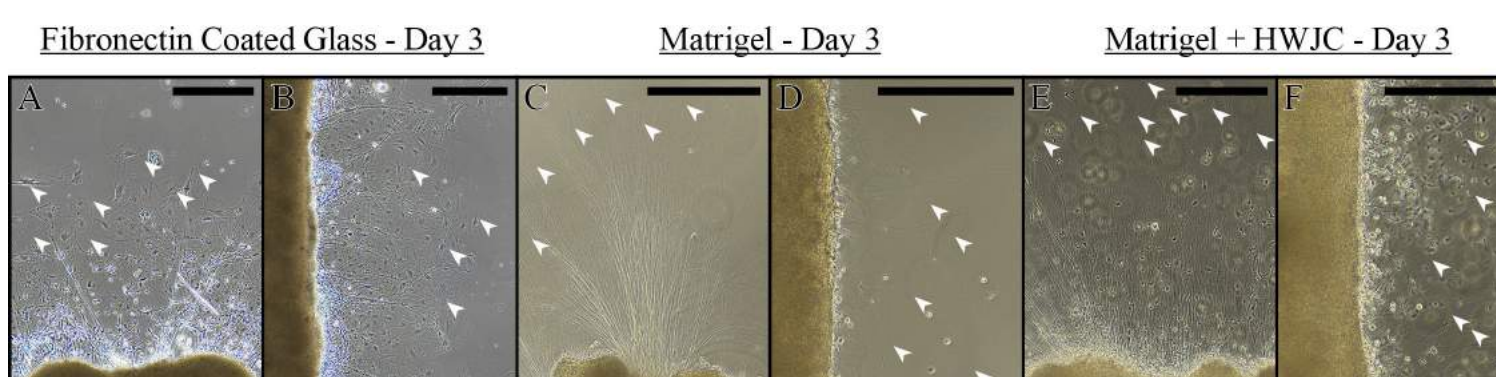 Fibronectin Coated Glass - Day 3
Matrigel - Day 3
Matrigel + HWJC - Day 3
A
B
C
D
E
F